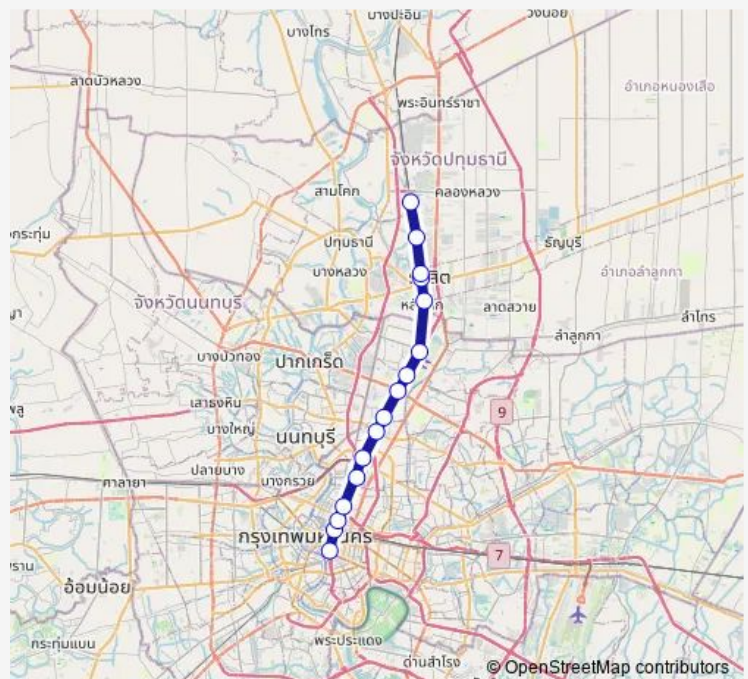 บางปะอิน
วังน้อย
บางไทร
ลาดบัวหลวง
อำเภอหนองเสือ
พระอินทร์ราชา
จังหวัดปทุมธานี
สามโคก
คลองหลวง
ปทุมธานี
ธัญบุรี
บางหลวง
อำเภอลำลูกกา
จังหวัดนนทบุรี
ลาดสวาย
ลำไทร
ลำลูกกา
บางบัวทอง
ปากเกร็ด
เสาธงหิน
9
บางใหญ่
นนทบุรี
ปลายบาง
ศาลายา
บางกรวย
7
อ้อมน้อย
กระทุ่มแบน
พระประแดง
ด่านสำโรง
© OpenStreetMap contributors